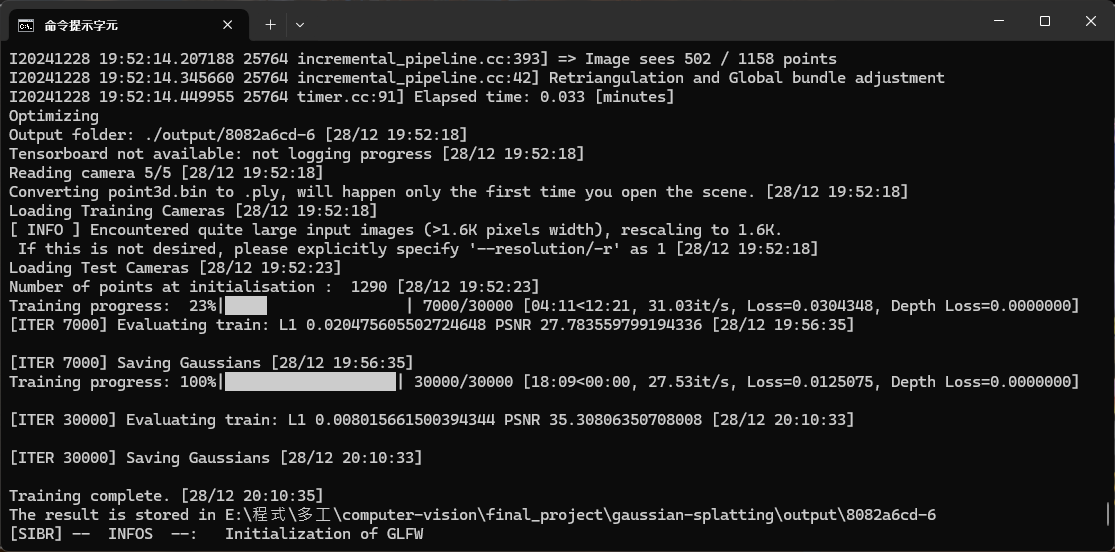 命令提示字元
I20241228 19:52:14.207188 25764 incremental_pipeline.cc:393] => Image sees 502 / 1158 points
I20241228 19:52:14.345660 25764 incremental_pipeline.cc:42] Retriangulation and Global bundle adjustment
I20241228 19:52:14.449955 25764 timer.cc:91] Elapsed time: 0.033 [minutes]
Optimizing
Output folder: ./output/8082a6cd-6 [28/12 19:52:18]
Tensorboard not available: not logging progress [28/12 19:52:18]
Reading camera 5/5 [28/12 19:52:18]
Converting point3d.bin to .ply, will happen only the first time you open the scene. [28/12 19:52:18]
Loading Training Cameras [28/12 19:52:18]
[ INFO ] Encountered quite large input images (>1.6K pixels width), rescaling to 1.6K.
 If this is not desired, please explicitly specify '--resolution/-r' as 1 [28/12 19:52:18]
Loading Test Cameras [28/12 19:52:23]
Number of points at initialisation :  1290 [28/12 19:52:23]
Training progress:  23%| | 7000/30000 [04:11<12:21, 31.03it/s, Loss=0.0304348, Depth Loss=0.0000000]
[ITER 7000] Evaluating train: L1 0.020475605502724648 PSNR 27.783559799194336 [28/12 19:56:35]
[ITER 7000] Saving Gaussians [28/12 19:56:35]
Training progress: 100%| | 30000/30000 [18:09<00:00, 27.53it/s, Loss=0.0125075, Depth Loss=0.0000000]
[ITER 30000] Evaluating train: L1 0.008015661500394344 PSNR 35.30806350708008 [28/12 20:10:33]
[ITER 30000] Saving Gaussians [28/12 20:10:33]
Training complete. [28/12 20:10:35]
The result is stored in E:\程式\多工\computer-vision\final_project\gaussian-splatting\output\8082a6cd-6
[SIBR] --  INFOS  --:   Initialization of GLFW